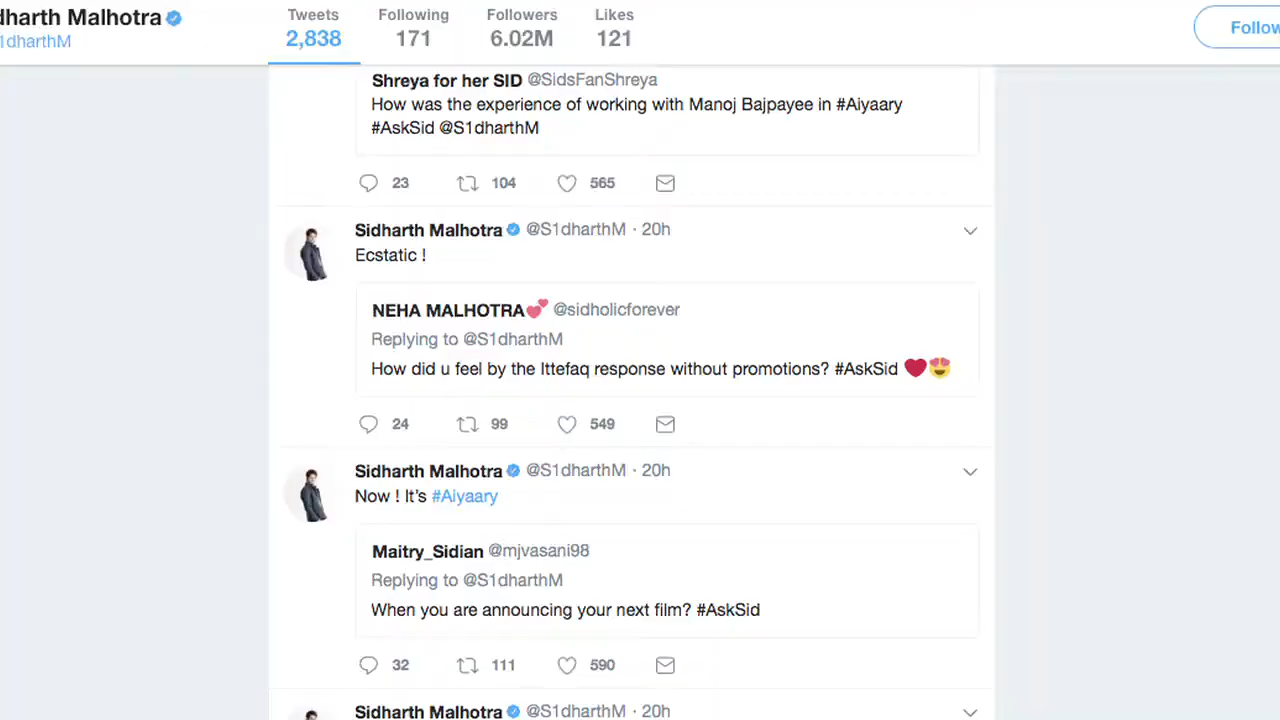 dharth Malhotra
1dharthM
Tweets Following Followers Likes
2,838 171 6.02M 121
Follow
Shreya for her SID @SidsFanShreya
How was the experience of working with Manoj Bajpayee in #Aiyaary
#AskSid @S1dharthM
23 104 565
Sidharth Malhotra @S1dharthM · 20h
Ecstatic !
NEHA MALHOTRA💕 @sidholicforever
Replying to @S1dharthM
How did u feel by the Ittefaq response without promotions? #AskSid ❤️😍
24 99 549
Sidharth Malhotra @S1dharthM · 20h
Now ! It's #Aiyaary
Maitry_Sidian @mjvasani98
Replying to @S1dharthM
When you are announcing your next film? #AskSid
32 111 590
Sidharth Malhotra @S1dharthM · 20h